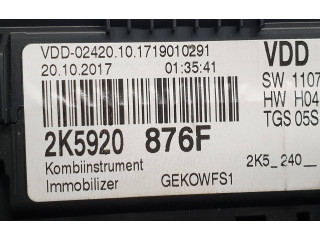 VDD-02420.10.1719010291
20.10.2017 01:35:41
VDD
SW 1107
HW H04
TGS 05S
2K5920 876F
Kombiinstrument
Immobilizer GEKOWFS1
2K5_240__